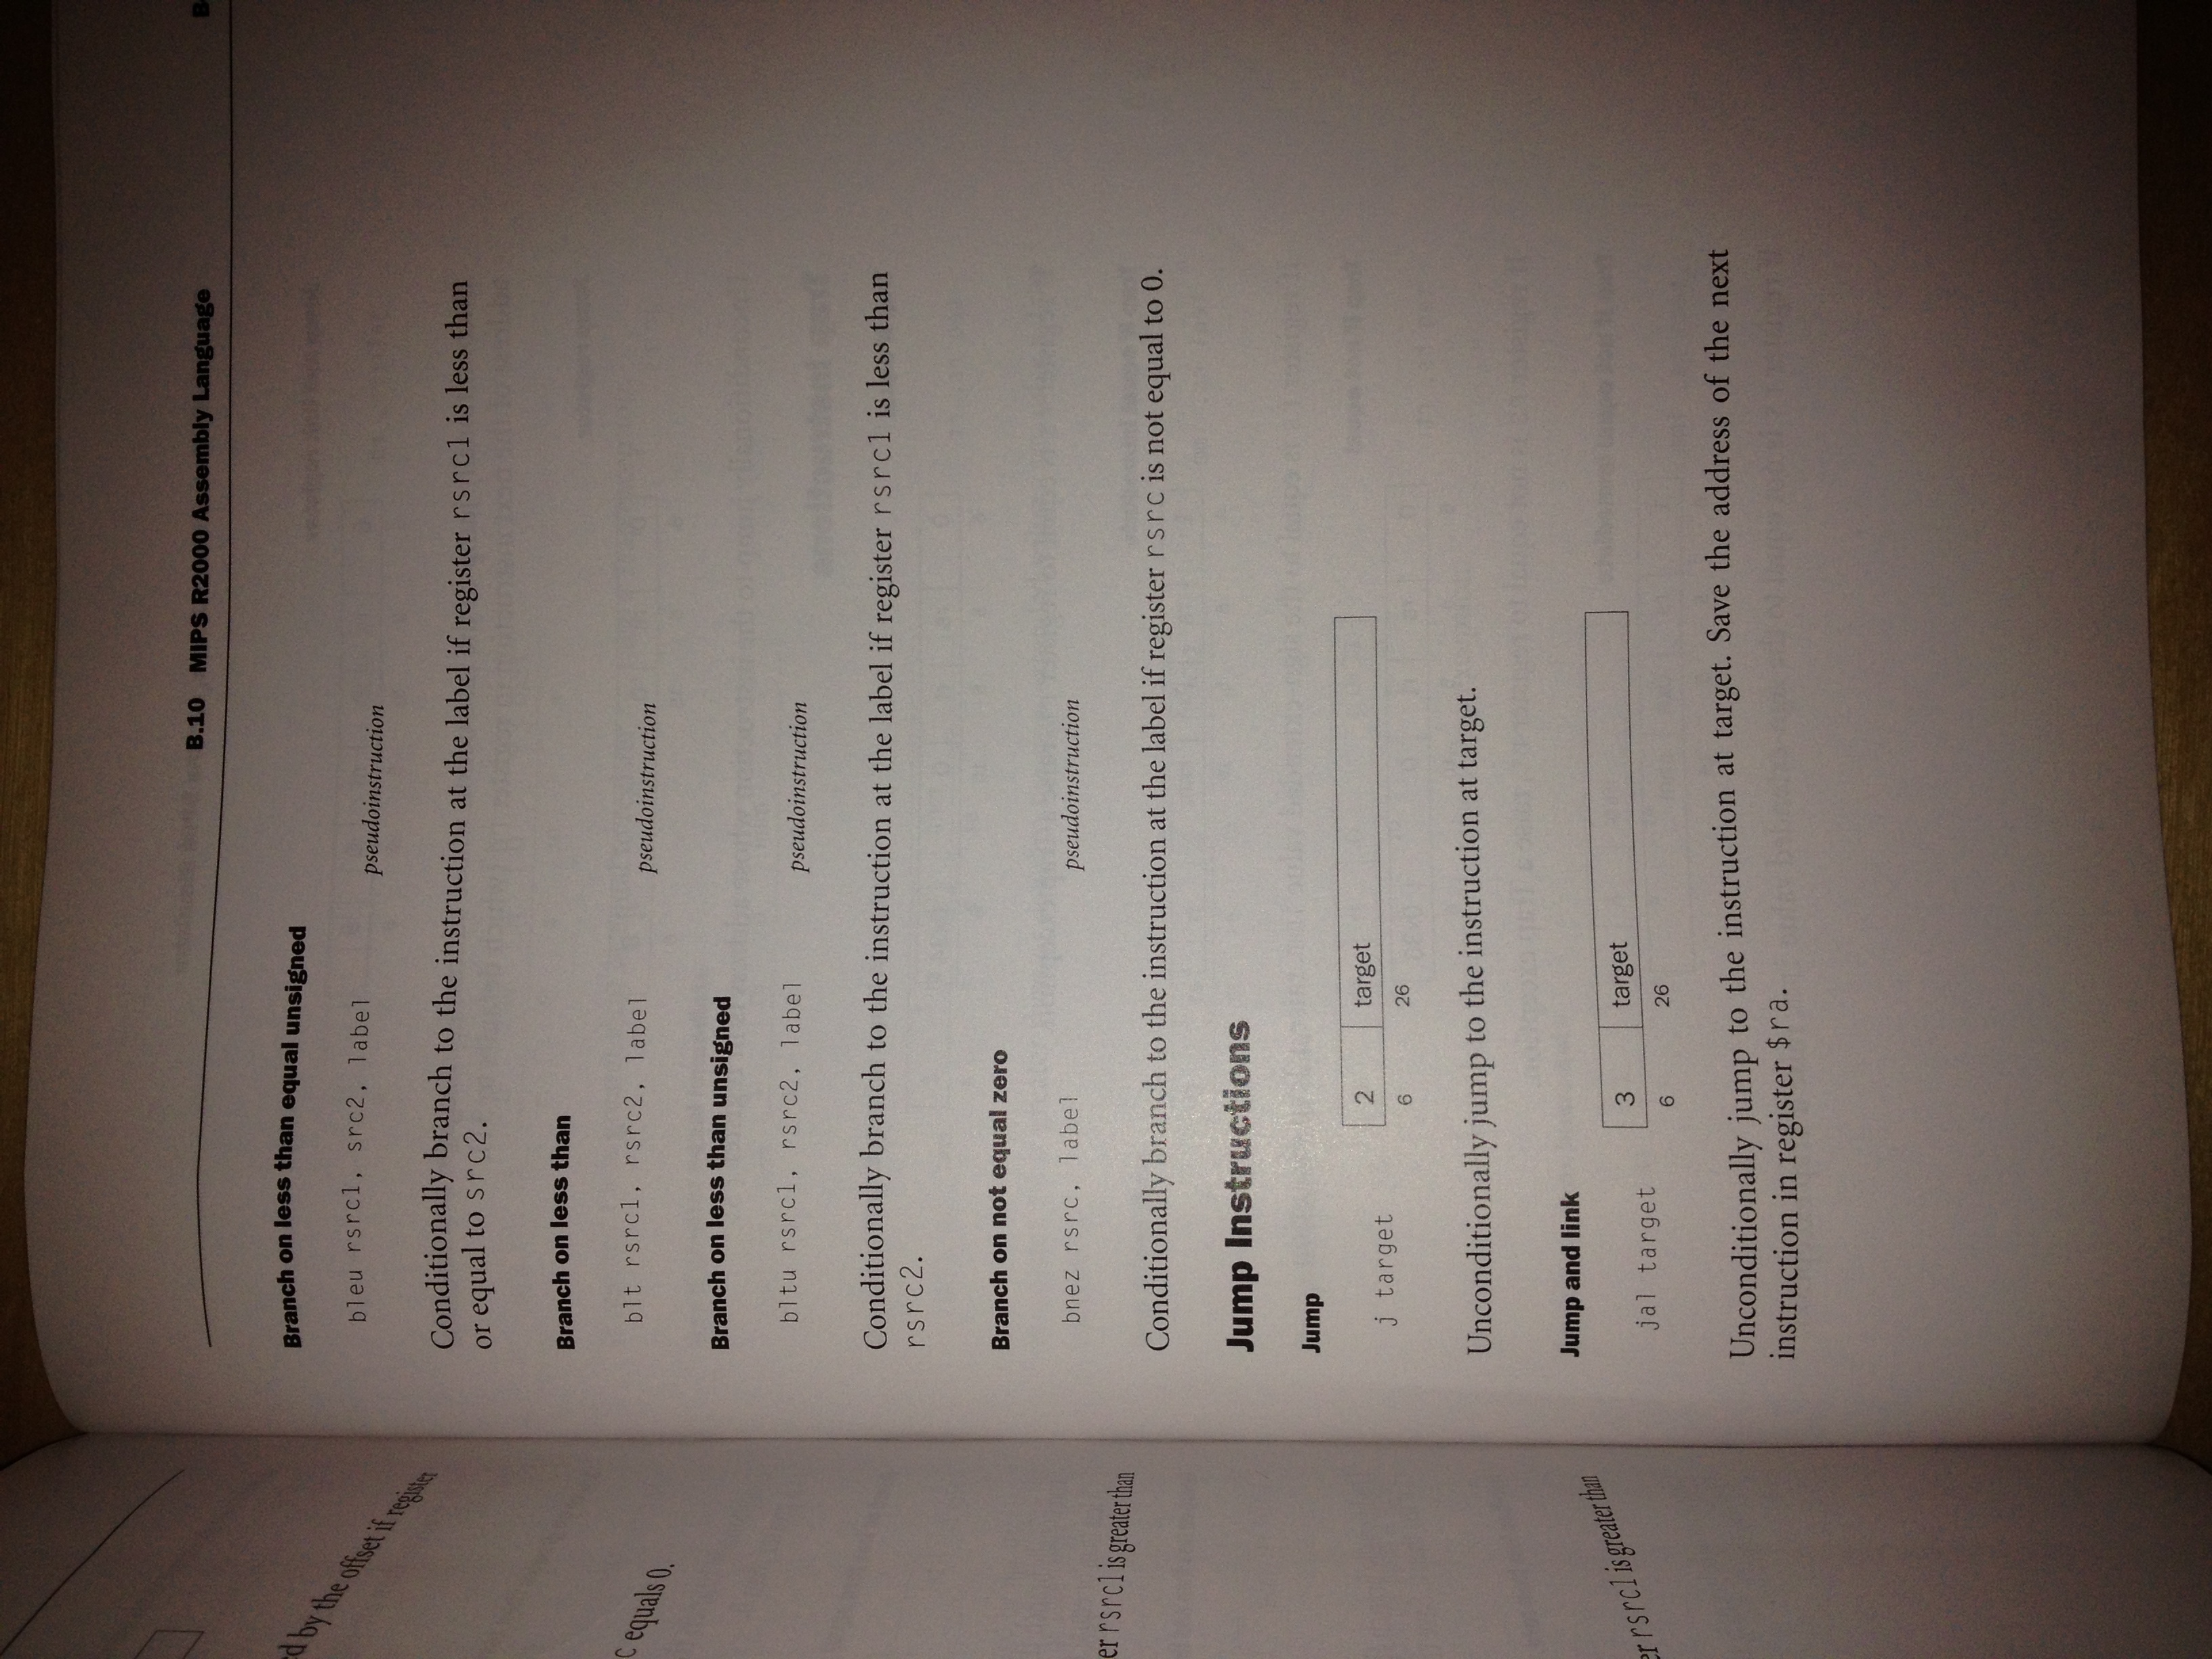 d by the offset if register
c equals 0.
er rsrc1 is greater than
er rsrc1 is greater than
B.10 MIPS R2000 Assembly Language
B
Branch on less than equal unsigned
bleu rsrc1, src2, label pseudoinstruction
Conditionally branch to the instruction at the label if register rsrc1 is less than
or equal to src2.
Branch on less than
blt rsrc1, rsrc2, label pseudoinstruction
Branch on less than unsigned
bltu rsrc1, rsrc2, label pseudoinstruction
Conditionally branch to the instruction at the label if register rsrc1 is less than
rsrc2.
Branch on not equal zero
bnez rsrc, label pseudoinstruction
Conditionally branch to the instruction at the label if register rsrc is not equal to 0.
Jump Instructions
Jump
j target 2 target
6 26
Unconditionally jump to the instruction at target.
Jump and link
jal target 3 target
6 26
Unconditionally jump to the instruction at target. Save the address of the next
instruction in register $ra.